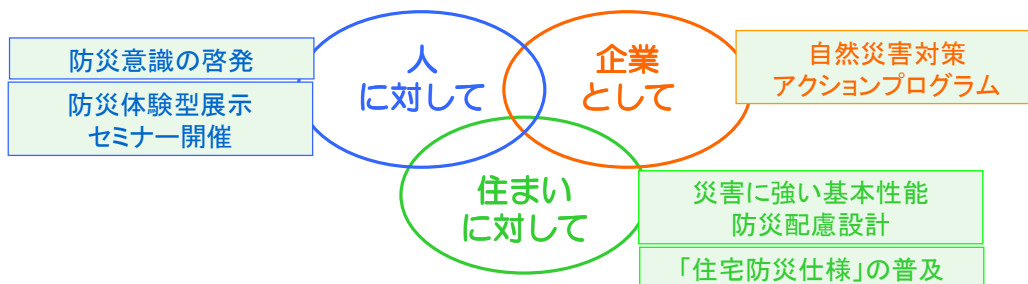 防災意識の啓発
防災体験型展示
セミナー開催
人
に対して
企業
として
自然災害対策
アクションプログラム
住まい
に対して
災害に強い基本性能
防災配慮設計
「住宅防災仕様」の普及